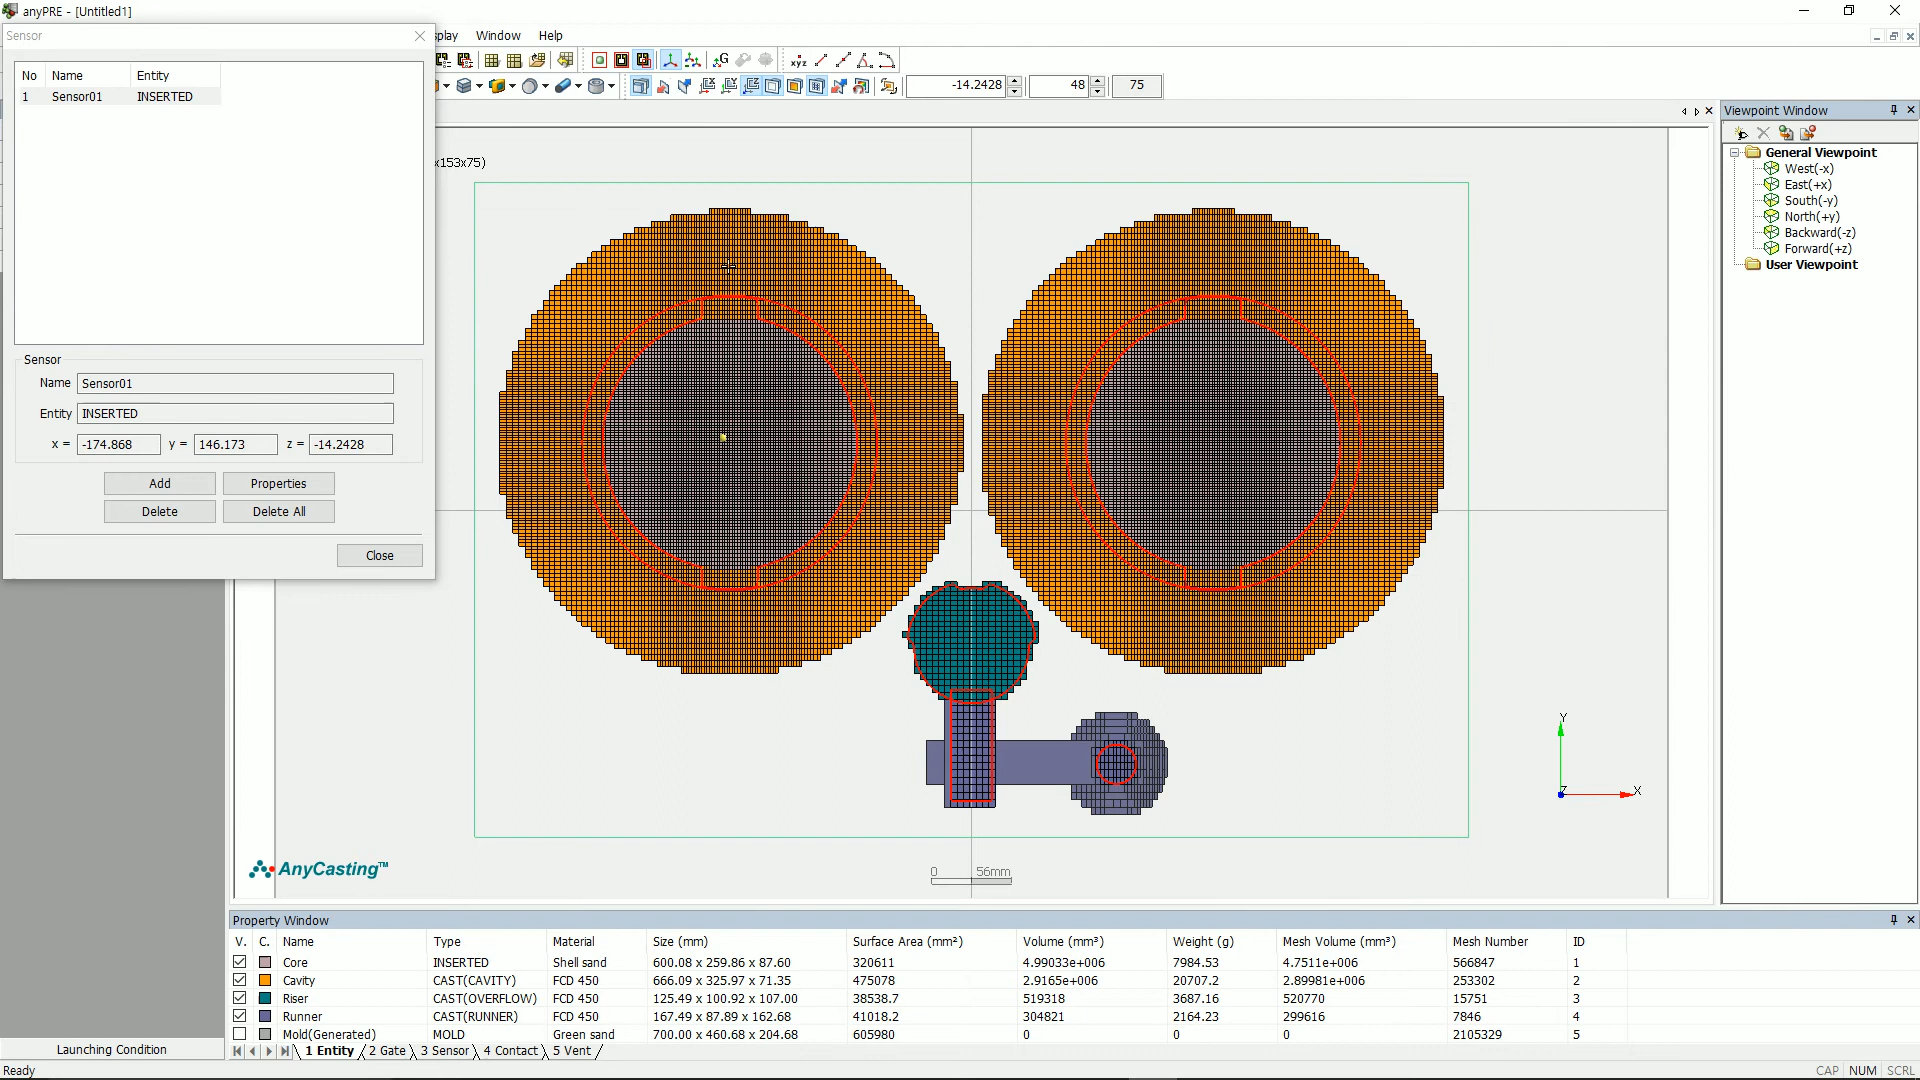 anyPRE - [Untitled1]
Sensor
splay Window Help
No Name Entity
1 Sensor01 INSERTED
xyz
-14.2428 48 75
x153x75)
Viewpoint Window
General Viewpoint
West(-x)
East(+x)
South(-y)
North(+y)
Backward(-z)
Forward(+z)
User Viewpoint
Sensor
Name Sensor01
Entity INSERTED
x = -174.868 y = 146.173 z = -14.2428
Add Properties
Delete Delete All
Close
Y
Z X
AnyCasting™
0 56mm
Property Window
V. C. Name Type Material Size (mm) Surface Area (mm²) Volume (mm³) Weight (g) Mesh Volume (mm³) Mesh Number ID
Core INSERTED Shell sand 600.08 x 259.86 x 87.60 320611 4.99033e+006 7984.53 4.7511e+006 566847 1
Cavity CAST(CAVITY) FCD 450 666.09 x 325.97 x 71.35 475078 2.9165e+006 20707.2 2.89981e+006 253302 2
Riser CAST(OVERFLOW) FCD 450 125.49 x 100.92 x 107.00 38538.7 519318 3687.16 520770 15751 3
Runner CAST(RUNNER) FCD 450 167.49 x 87.89 x 162.68 41018.2 304821 2164.23 299616 7846 4
Mold(Generated) MOLD Green sand 700.00 x 460.68 x 204.68 605980 0 0 0 2105329 5
1 Entity 2 Gate 3 Sensor 4 Contact 5 Vent
Launching Condition
Ready CAP NUM SCRL